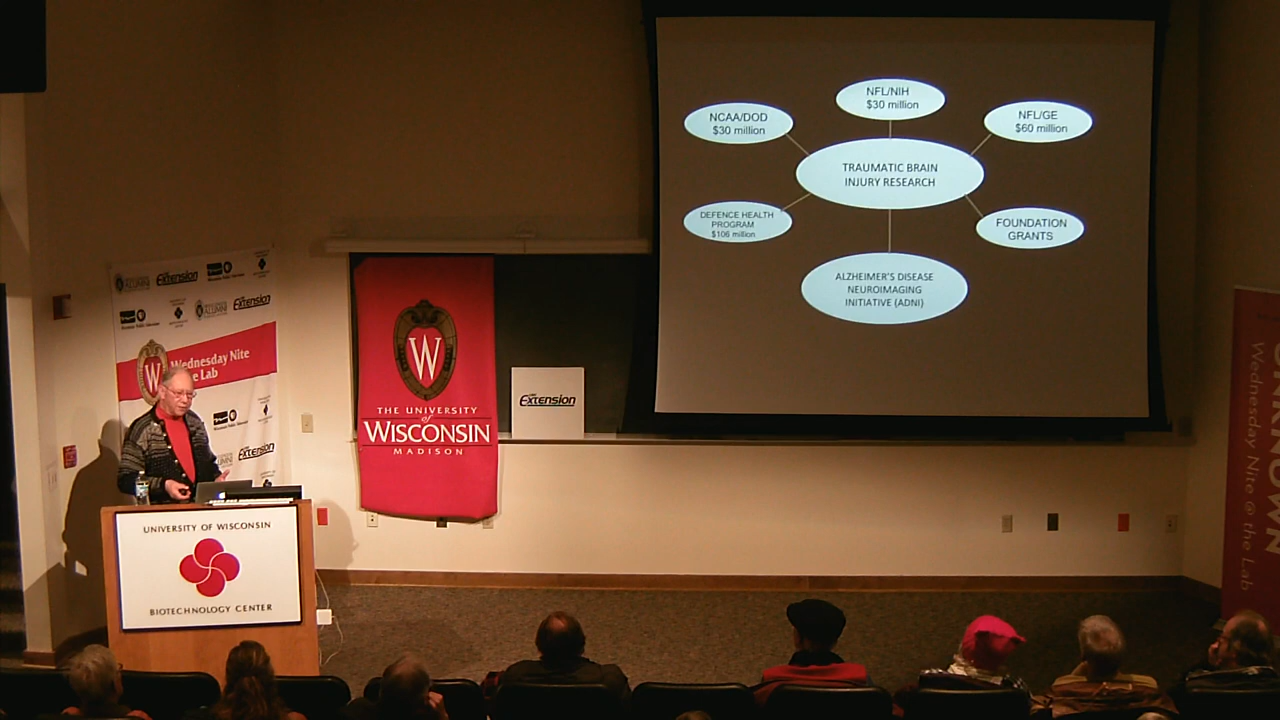 NFL/NIH
$30 million
NCAA/DOD
$30 million
NFL/GE
$60 million
TRAUMATIC BRAIN
INJURY RESEARCH
DEFENCE HEALTH
PROGRAM
$106 million
FOUNDATION
GRANTS
ALZHEIMER'S DISEASE
NEUROIMAGING
INITIATIVE (ADNI)
Extension
ALUMNI
Extension
Wednesday Nite
e Lab
Extension
W
W
THE UNIVERSITY
of
WISCONSIN
MADISON
Extension
UNIVERSITY OF WISCONSIN
BIOTECHNOLOGY CENTER
Wednesday Nite @ the Lab